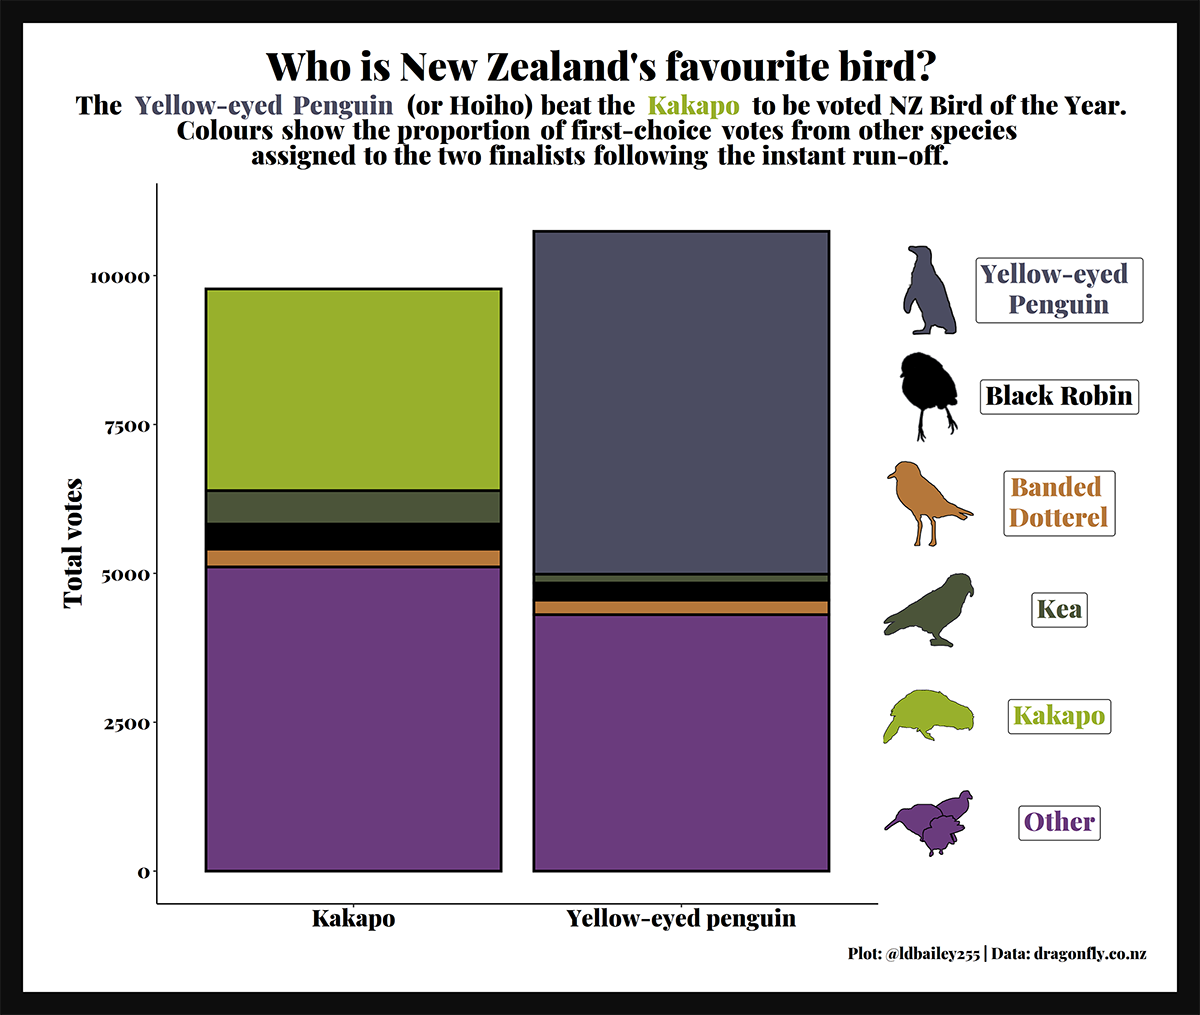 Who is New Zealand's favourite bird?
The Yellow-eyed Penguin (or Hoiho) beat the Kakapo to be voted NZ Bird of the Year.
Colours show the proportion of first-choice votes from other species
assigned to the two finalists following the instant run-off.
Total votes
10000
7500
5000
2500
0
Kakapo
Yellow-eyed penguin
Yellow-eyed
Penguin
Black Robin
Banded
Dotterel
Kea
Kakapo
Other
Plot: @ldbailey255 | Data: dragonfly.co.nz